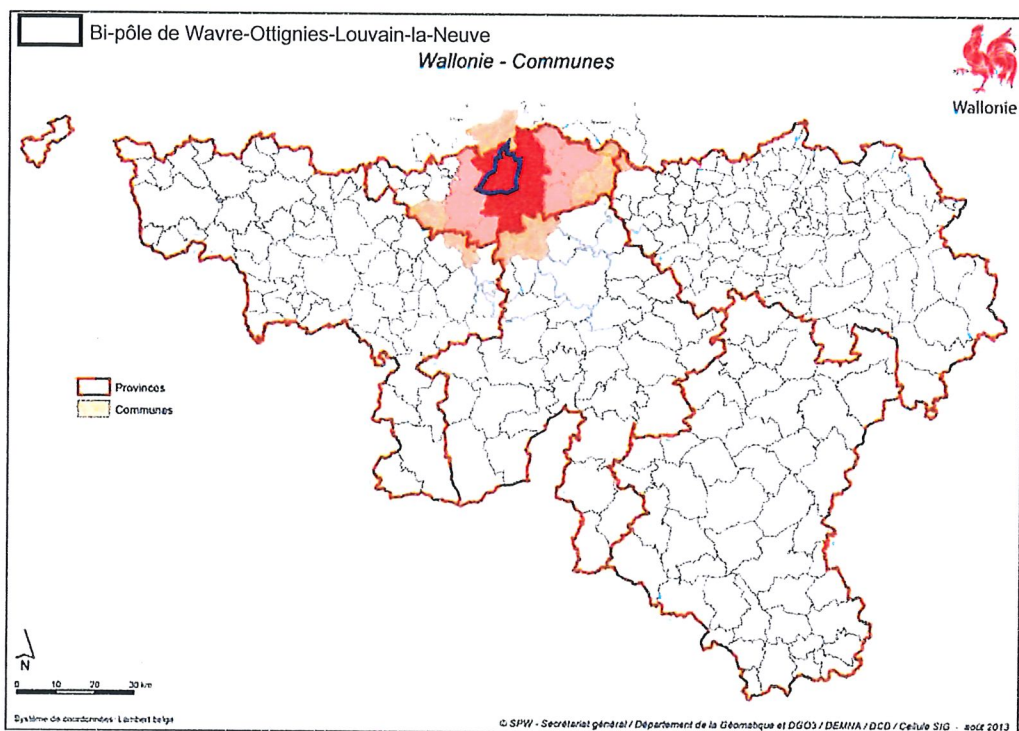 Bi-pôle de Wavre-Ottignies-Louvain-la-Neuve
Wallonie - Communes
Wallonie
Provinces
Communes
N
0 10 20 30 km
Système de coordonnées: Lambert belge
© SPW - Secrétariat général / Département de la Géomatique et DGO3 / DEMNA / DCD / Cellule SIG - août 2013